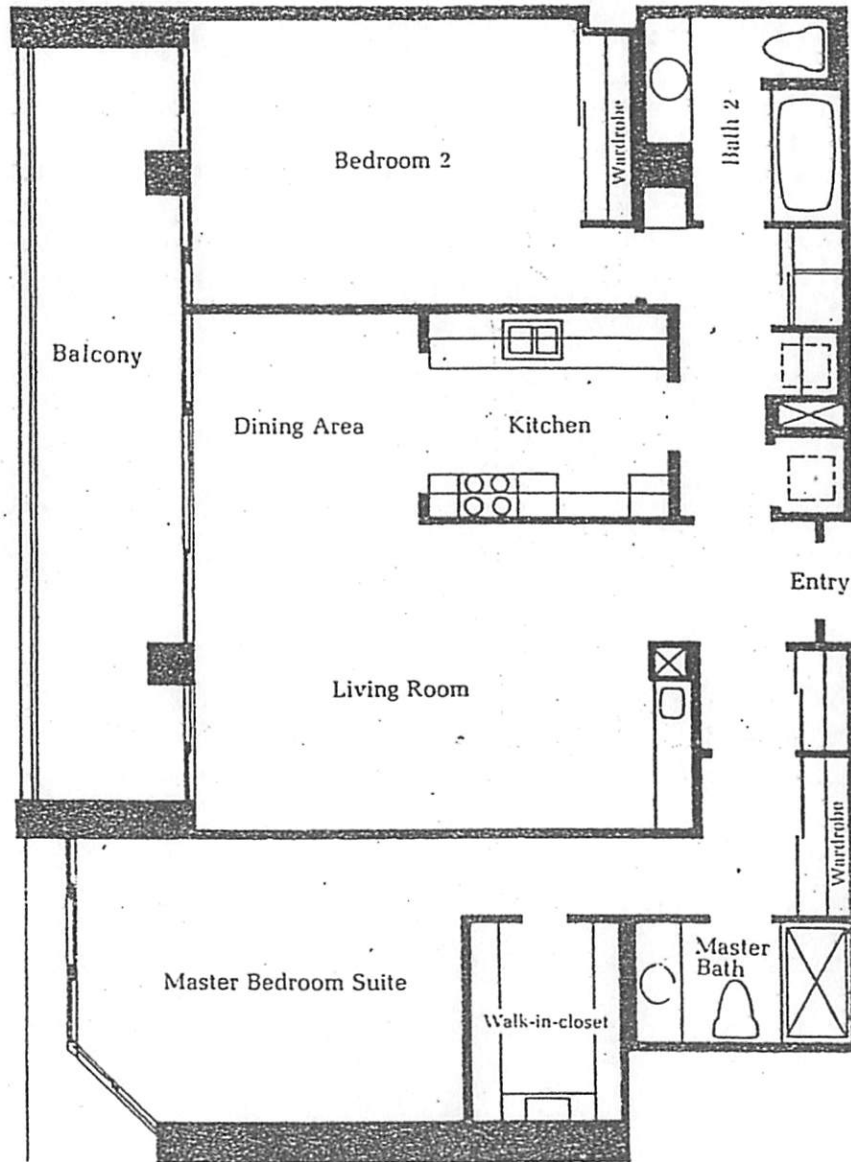 Bedroom 2
Wardrobe
Bath 2
Balcony
Dining Area
Kitchen
Entry
Living Room
Wardrobe
Master Bedroom Suite
Walk-in-closet
Master
Bath